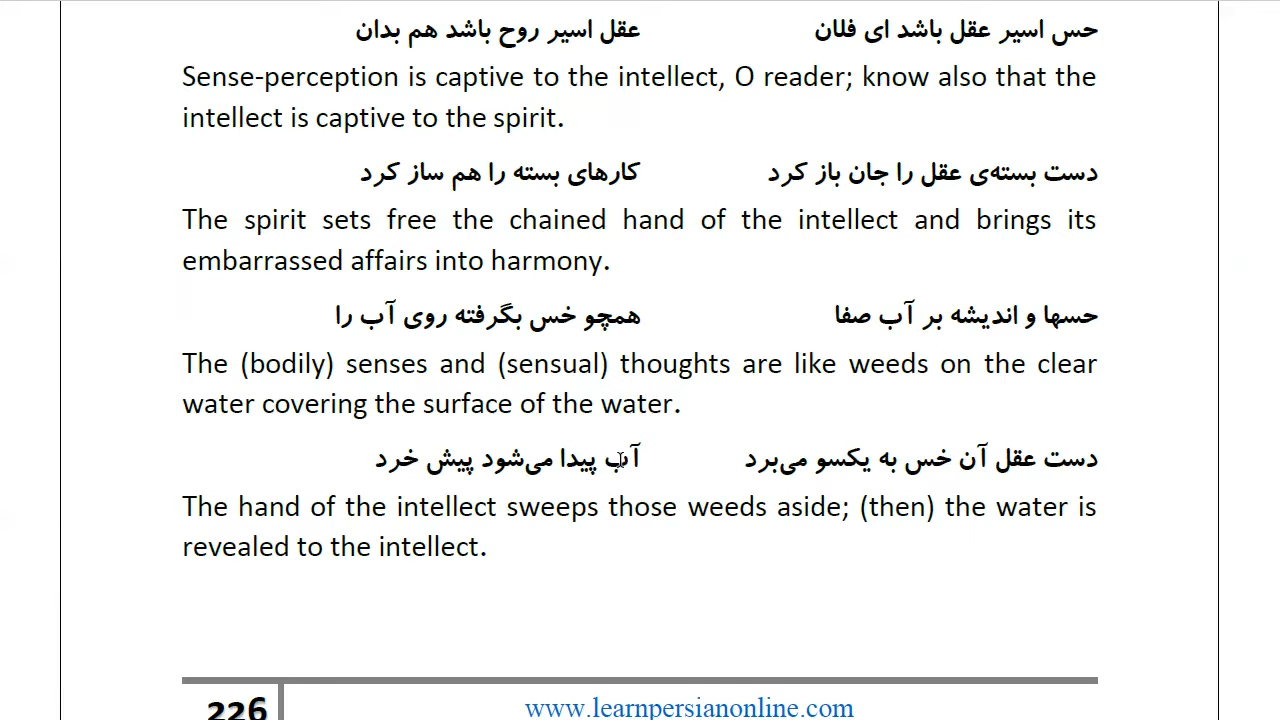 حس اسیر عقل باشد ای فلان عقل اسیر روح باشد هم بدان
Sense-perception is captive to the intellect, O reader; know also that the
intellect is captive to the spirit.
دست بسته‌ی عقل را جان باز کرد کارهای بسته را هم ساز کرد
The spirit sets free the chained hand of the intellect and brings its
embarrassed affairs into harmony.
حسها و اندیشه بر آب صفا همچو خس بگرفته روی آب را
The (bodily) senses and (sensual) thoughts are like weeds on the clear
water covering the surface of the water.
دست عقل آن خس به یکسو می‌برد آب پیدا می‌شود پیش خرد
The hand of the intellect sweeps those weeds aside; (then) the water is
revealed to the intellect.
226 www.learnpersianonline.com